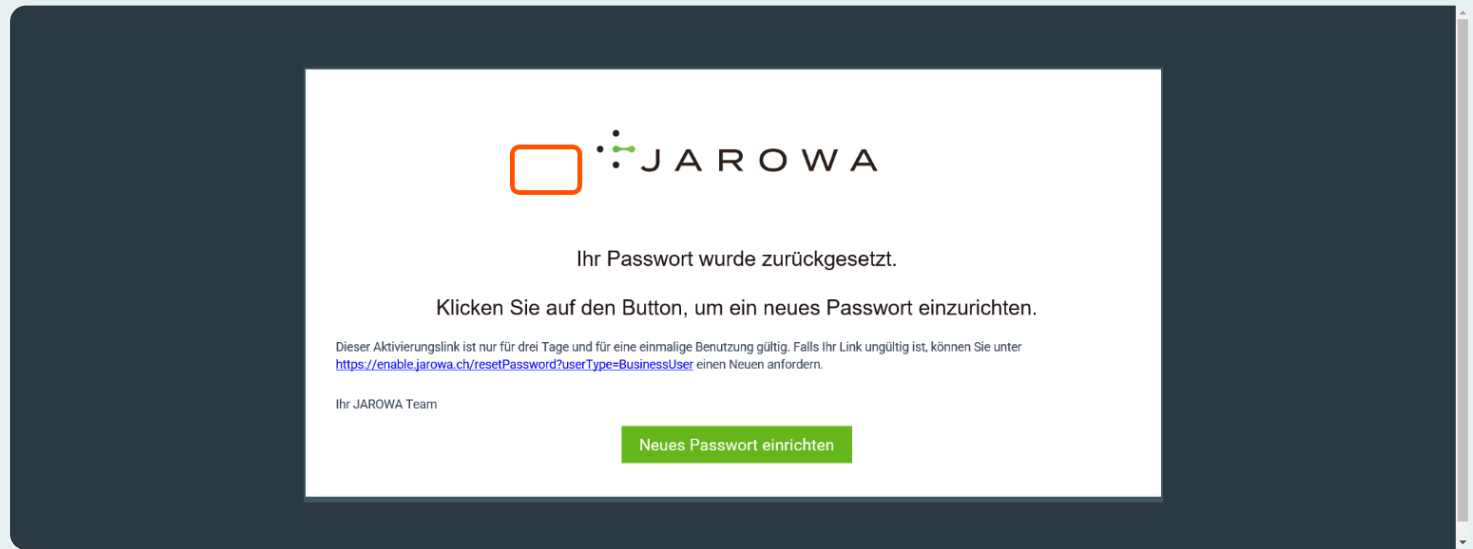 JAROWA
Ihr Passwort wurde zurückgesetzt.
Klicken Sie auf den Button, um ein neues Passwort einzurichten.
Dieser Aktivierungslink ist nur für drei Tage und für eine einmalige Benutzung gültig. Falls Ihr Link ungültig ist, können Sie unter
https://enable.jarowa.ch/resetPassword?userType=BusinessUser einen Neuen anfordern.
Ihr JAROWA Team
Neues Passwort einrichten